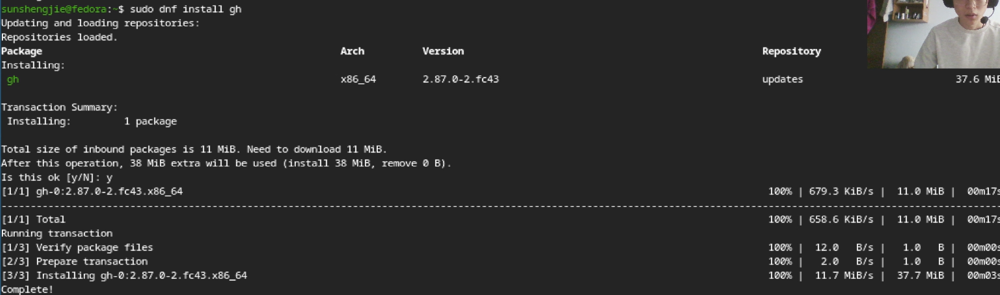 sunshengjie@fedora:~$ sudo dnf install gh
Updating and loading repositories:
Repositories loaded.
Package Arch Version Repository
Installing:
gh x86_64 2.87.0-2.fc43 updates 37.6 MiB
Transaction Summary:
Installing: 1 package
Total size of inbound packages is 11 MiB. Need to download 11 MiB.
After this operation, 38 MiB extra will be used (install 38 MiB, remove 0 B).
Is this ok [y/N]: y
[1/1] gh-0:2.87.0-2.fc43.x86_64 100% | 679.3 KiB/s | 11.0 MiB | 00m17s
--------------------------------------------------------------------------------
[1/1] Total 100% | 658.6 KiB/s | 11.0 MiB | 00m17s
Running transaction
[1/3] Verify package files 100% | 12.0 B/s | 1.0 B | 00m00s
[2/3] Prepare transaction 100% | 2.0 B/s | 1.0 B | 00m00s
[3/3] Installing gh-0:2.87.0-2.fc43.x86_64 100% | 11.7 MiB/s | 37.7 MiB | 00m03s
Complete!